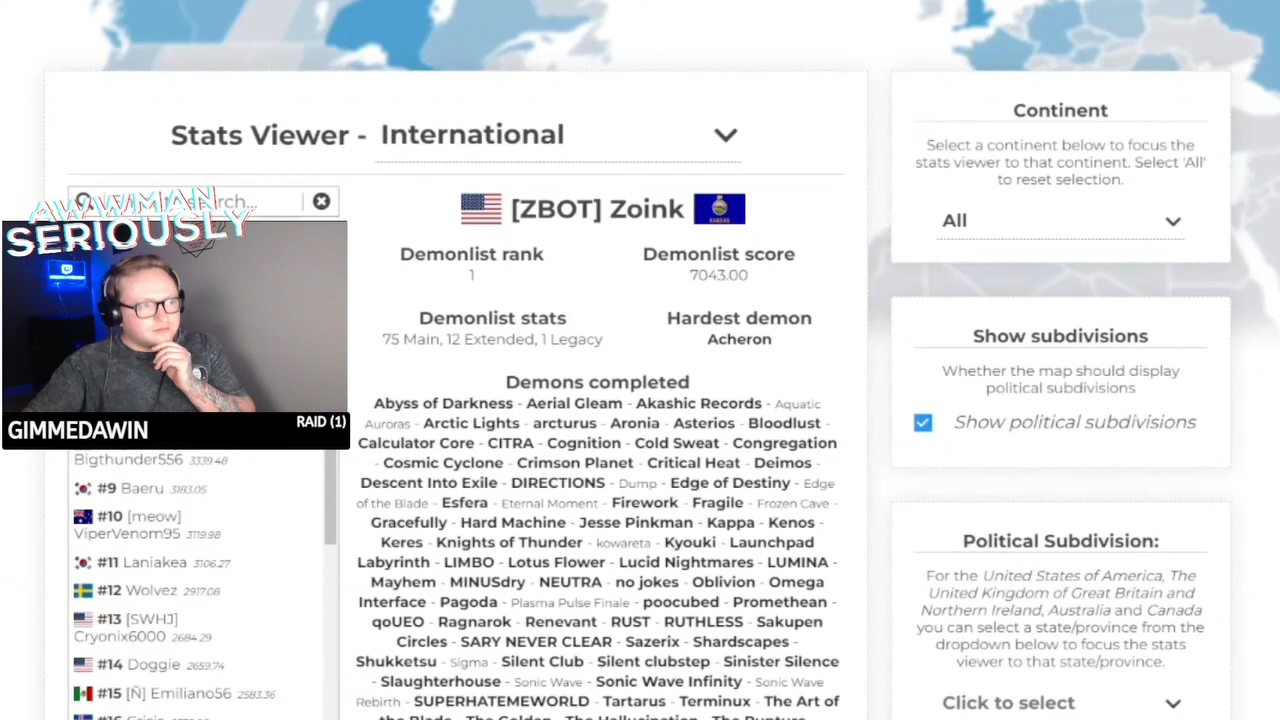 Stats Viewer - International
AWWMAN
SERIOUSLY
GIMMEDAWIN
RAID (1)
Bigthunder556 3339.48
#9 Baeru 3183.05
#10 [meow]
ViperVenom95 3119.98
#11 Laniakea 3106.27
#12 Wolvez 2917.08
#13 [SWHJ]
Cryonix6000 2684.29
#14 Doggie 2659.74
#15 [Ñ] Emiliano56 2583.36
[ZBOT] Zoink
KANSAS
Demonlist rank
1
Demonlist score
7043.00
Demonlist stats
75 Main, 12 Extended, 1 Legacy
Hardest demon
Acheron
Demons completed
Abyss of Darkness - Aerial Gleam - Akashic Records - Aquatic
Auroras - Arctic Lights - arcturus - Aronia - Asterios - Bloodlust -
Calculator Core - CITRA - Cognition - Cold Sweat - Congregation
- Cosmic Cyclone - Crimson Planet - Critical Heat - Deimos -
Descent Into Exile - DIRECTIONS - Dump - Edge of Destiny - Edge
of the Blade - Esfera - Eternal Moment - Firework - Fragile - Frozen Cave -
Gracefully - Hard Machine - Jesse Pinkman - Kappa - Kenos -
Keres - Knights of Thunder - kowareta - Kyouki - Launchpad
Labyrinth - LIMBO - Lotus Flower - Lucid Nightmares - LUMINA -
Mayhem - MINUSdry - NEUTRA - no jokes - Oblivion - Omega
Interface - Pagoda - Plasma Pulse Finale - poocubed - Promethean -
qoUEO - Ragnarok - Renevant - RUST - RUTHLESS - Sakupen
Circles - SARY NEVER CLEAR - Sazerix - Shardscapes -
Shukketsu - Sigma - Silent Club - Silent clubstep - Sinister Silence
- Slaughterhouse - Sonic Wave - Sonic Wave Infinity - Sonic Wave
Rebirth - SUPERHATEMEWORLD - Tartarus - Terminux - The Art of
Continent
Select a continent below to focus the
stats viewer to that continent. Select 'All'
to reset selection.
All
Show subdivisions
Whether the map should display
political subdivisions
Show political subdivisions
Political Subdivision:
For the United States of America, The
United Kingdom of Great Britain and
Northern Ireland, Australia and Canada
you can select a state/province from the
dropdown below to focus the stats
viewer to that state/province.
Click to select